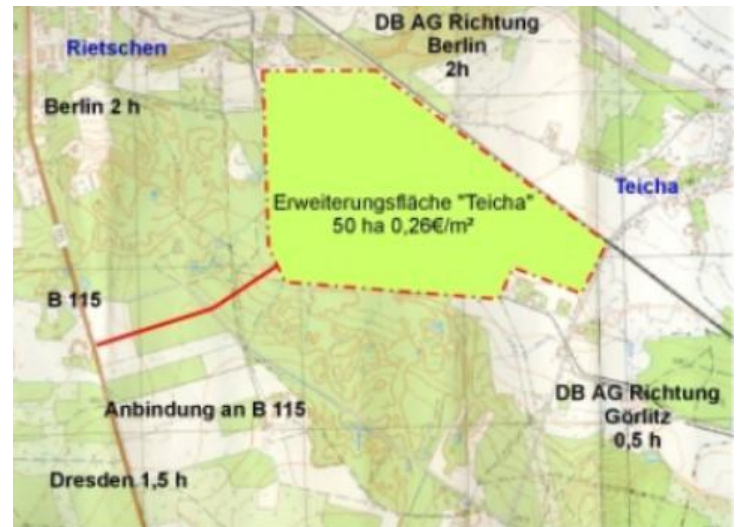 DB AG Richtung
Berlin
2h
Rietschen
Berlin 2 h
Teicha
Erweiterungsfläche "Teicha"
50 ha 0,26€/m²
B 115
DB AG Richtung
Görlitz
0,5 h
Anbindung an B 115
Dresden 1,5 h